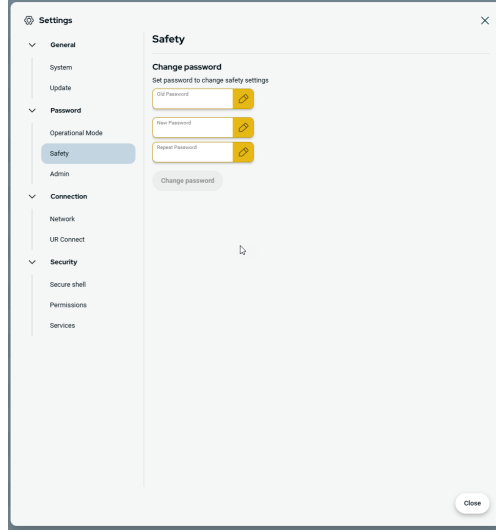 Settings
General
System
Update
Password
Operational Mode
Safety
Admin
Connection
Network
UR Connect
Security
Secure shell
Permissions
Services
Safety
Change password
Set password to change safety settings
Old Password
New Password
Repeat Password
Change password
Close